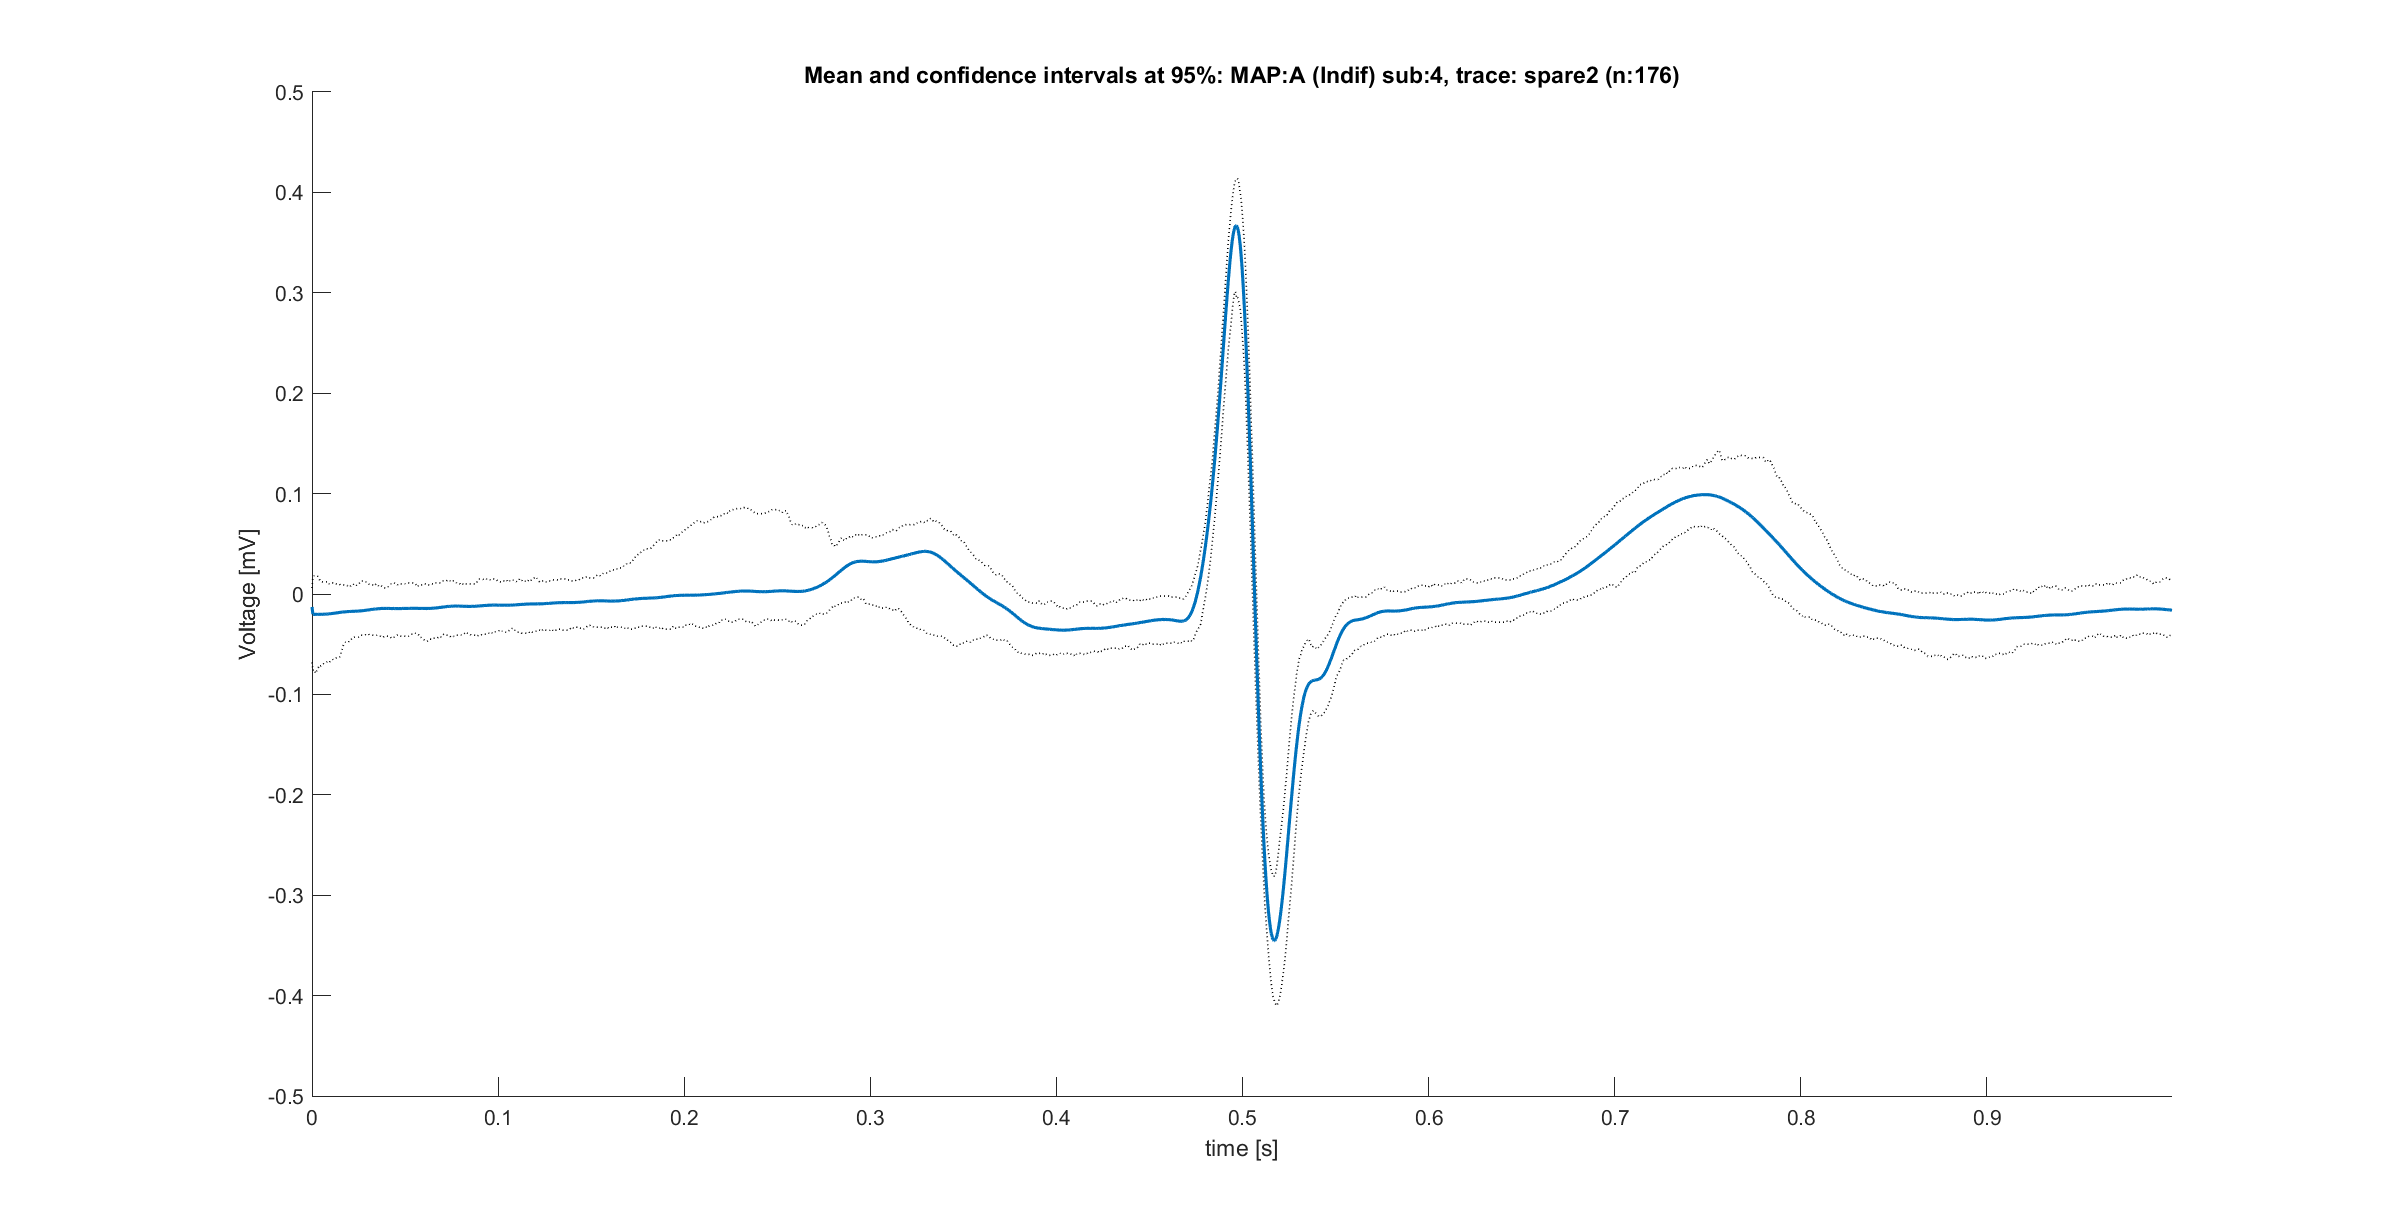 Mean and confidence intervals at 95%: MAP:A (Indif) sub:4, trace: spare2 (n:176)
0.5
0.4
0.3
0.2
0.1
0
-0.1
-0.2
-0.3
-0.4
-0.5
Voltage [mV]
0 0.1 0.2 0.3 0.4 0.5 0.6 0.7 0.8 0.9
time [s]